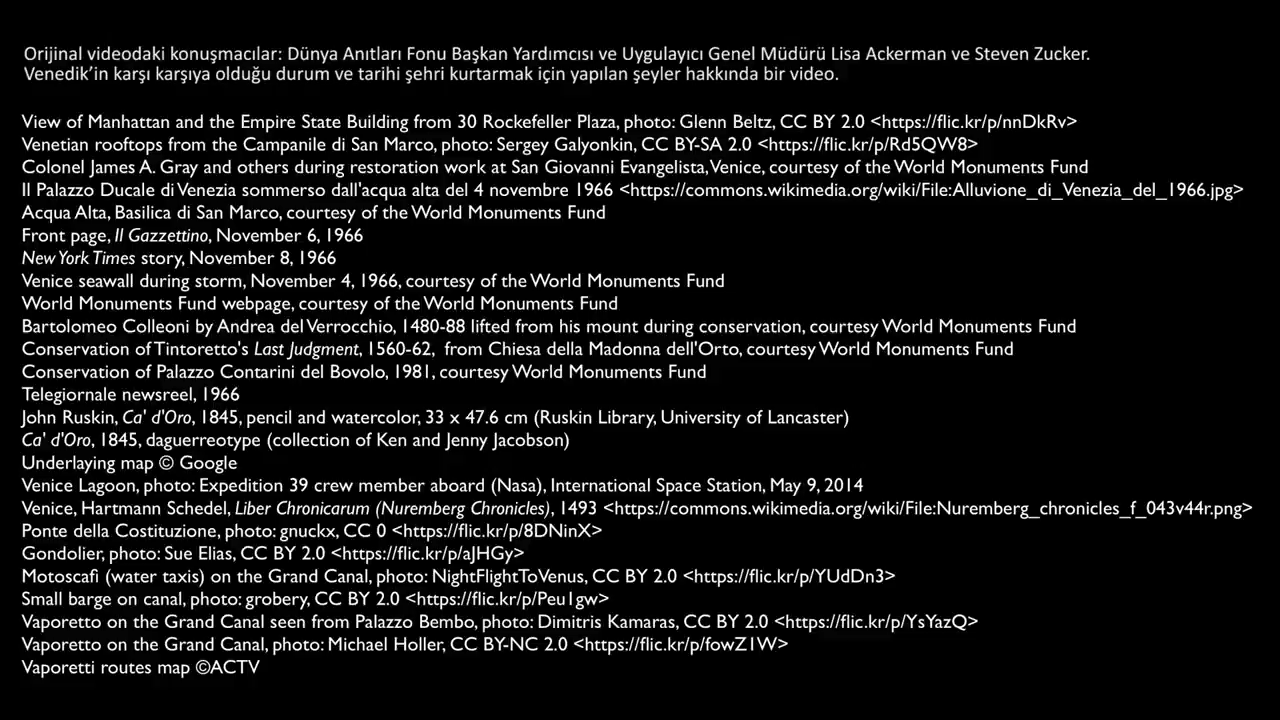 Orijinal videodaki konuşmacılar: Dünya Anıtları Fonu Başkan Yardımcısı ve Uygulayıcı Genel Müdürü Lisa Ackerman ve Steven Zucker.
Venedik’in karşı karşıya olduğu durum ve tarihi şehri kurtarmak için yapılan şeyler hakkında bir video.
View of Manhattan and the Empire State Building from 30 Rockefeller Plaza, photo: Glenn Beltz, CC BY 2.0 <https://flic.kr/p/nnDkRv>
Venetian rooftops from the Campanile di San Marco, photo: Sergey Galyonkin, CC BY-SA 2.0 <https://flic.kr/p/Rd5QW8>
Colonel James A. Gray and others during restoration work at San Giovanni Evangelista, Venice, courtesy of the World Monuments Fund
Il Palazzo Ducale di Venezia sommerso dall'acqua alta del 4 novembre 1966 <https://commons.wikimedia.org/wiki/File:Alluvione_di_Venezia_del_1966.jpg>
Acqua Alta, Basilica di San Marco, courtesy of the World Monuments Fund
Front page, Il Gazzettino, November 6, 1966
New York Times story, November 8, 1966
Venice seawall during storm, November 4, 1966, courtesy of the World Monuments Fund
World Monuments Fund webpage, courtesy of the World Monuments Fund
Bartolomeo Colleoni by Andrea del Verrocchio, 1480-88 lifted from his mount during conservation, courtesy World Monuments Fund
Conservation of Tintoretto's Last Judgment, 1560-62, from Chiesa della Madonna dell'Orto, courtesy World Monuments Fund
Conservation of Palazzo Contarini del Bovolo, 1981, courtesy World Monuments Fund
Telegiornale newsreel, 1966
John Ruskin, Ca' d'Oro, 1845, pencil and watercolor, 33 x 47.6 cm (Ruskin Library, University of Lancaster)
Ca' d'Oro, 1845, daguerreotype (collection of Ken and Jenny Jacobson)
Underlaying map © Google
Venice Lagoon, photo: Expedition 39 crew member aboard (Nasa), International Space Station, May 9, 2014
Venice, Hartmann Schedel, Liber Chronicarum (Nuremberg Chronicles), 1493 <https://commons.wikimedia.org/wiki/File:Nuremberg_chronicles_f_043v44r.png>
Ponte della Costituzione, photo: gnuckx, CC 0 <https://flic.kr/p/8DNinX>
Gondolier, photo: Sue Elias, CC BY 2.0 <https://flic.kr/p/aJHGy>
Motoscafi (water taxis) on the Grand Canal, photo: NightFlightToVenus, CC BY 2.0 <https://flic.kr/p/YUdDn3>
Small barge on canal, photo: grobery, CC BY 2.0 <https://flic.kr/p/Peu1gw>
Vaporetto on the Grand Canal seen from Palazzo Bembo, photo: Dimitris Kamaras, CC BY 2.0 <https://flic.kr/p/YsYazQ>
Vaporetto on the Grand Canal, photo: Michael Holler, CC BY-NC 2.0 <https://flic.kr/p/fowZ1W>
Vaporetti routes map ©ACTV